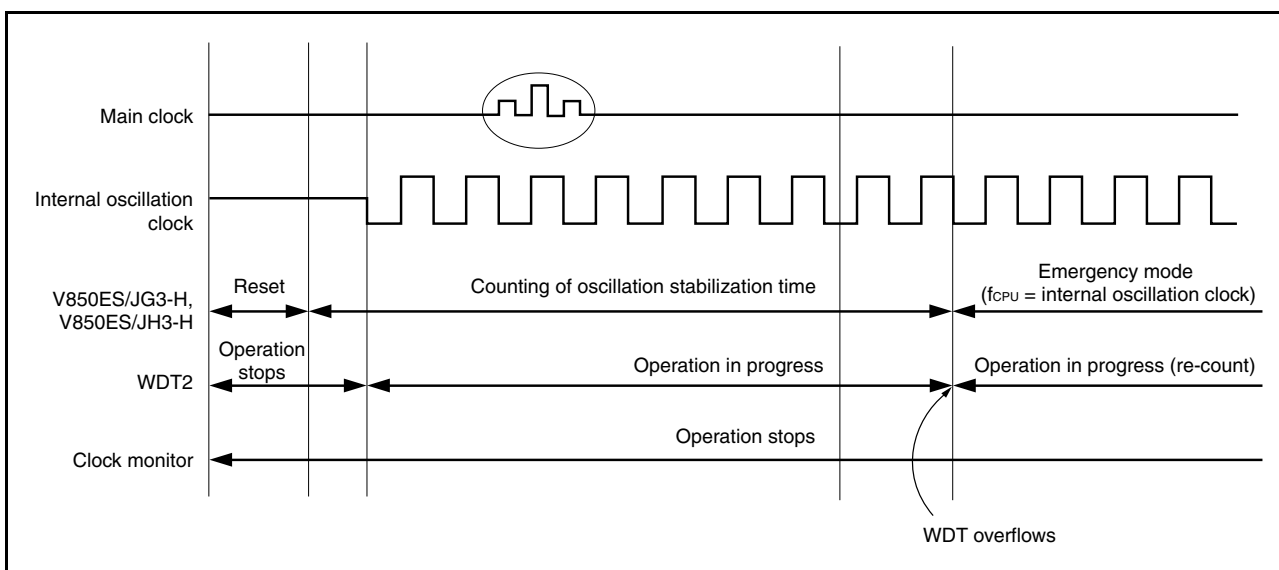 Main clock
Internal oscillation
clock
V850ES/JG3-H,
V850ES/JH3-H
Reset
Counting of oscillation stabilization time
Emergency mode
(fCPU = internal oscillation clock)
WDT2
Operation
stops
Operation in progress
Operation in progress (re-count)
Clock monitor
Operation stops
WDT overflows